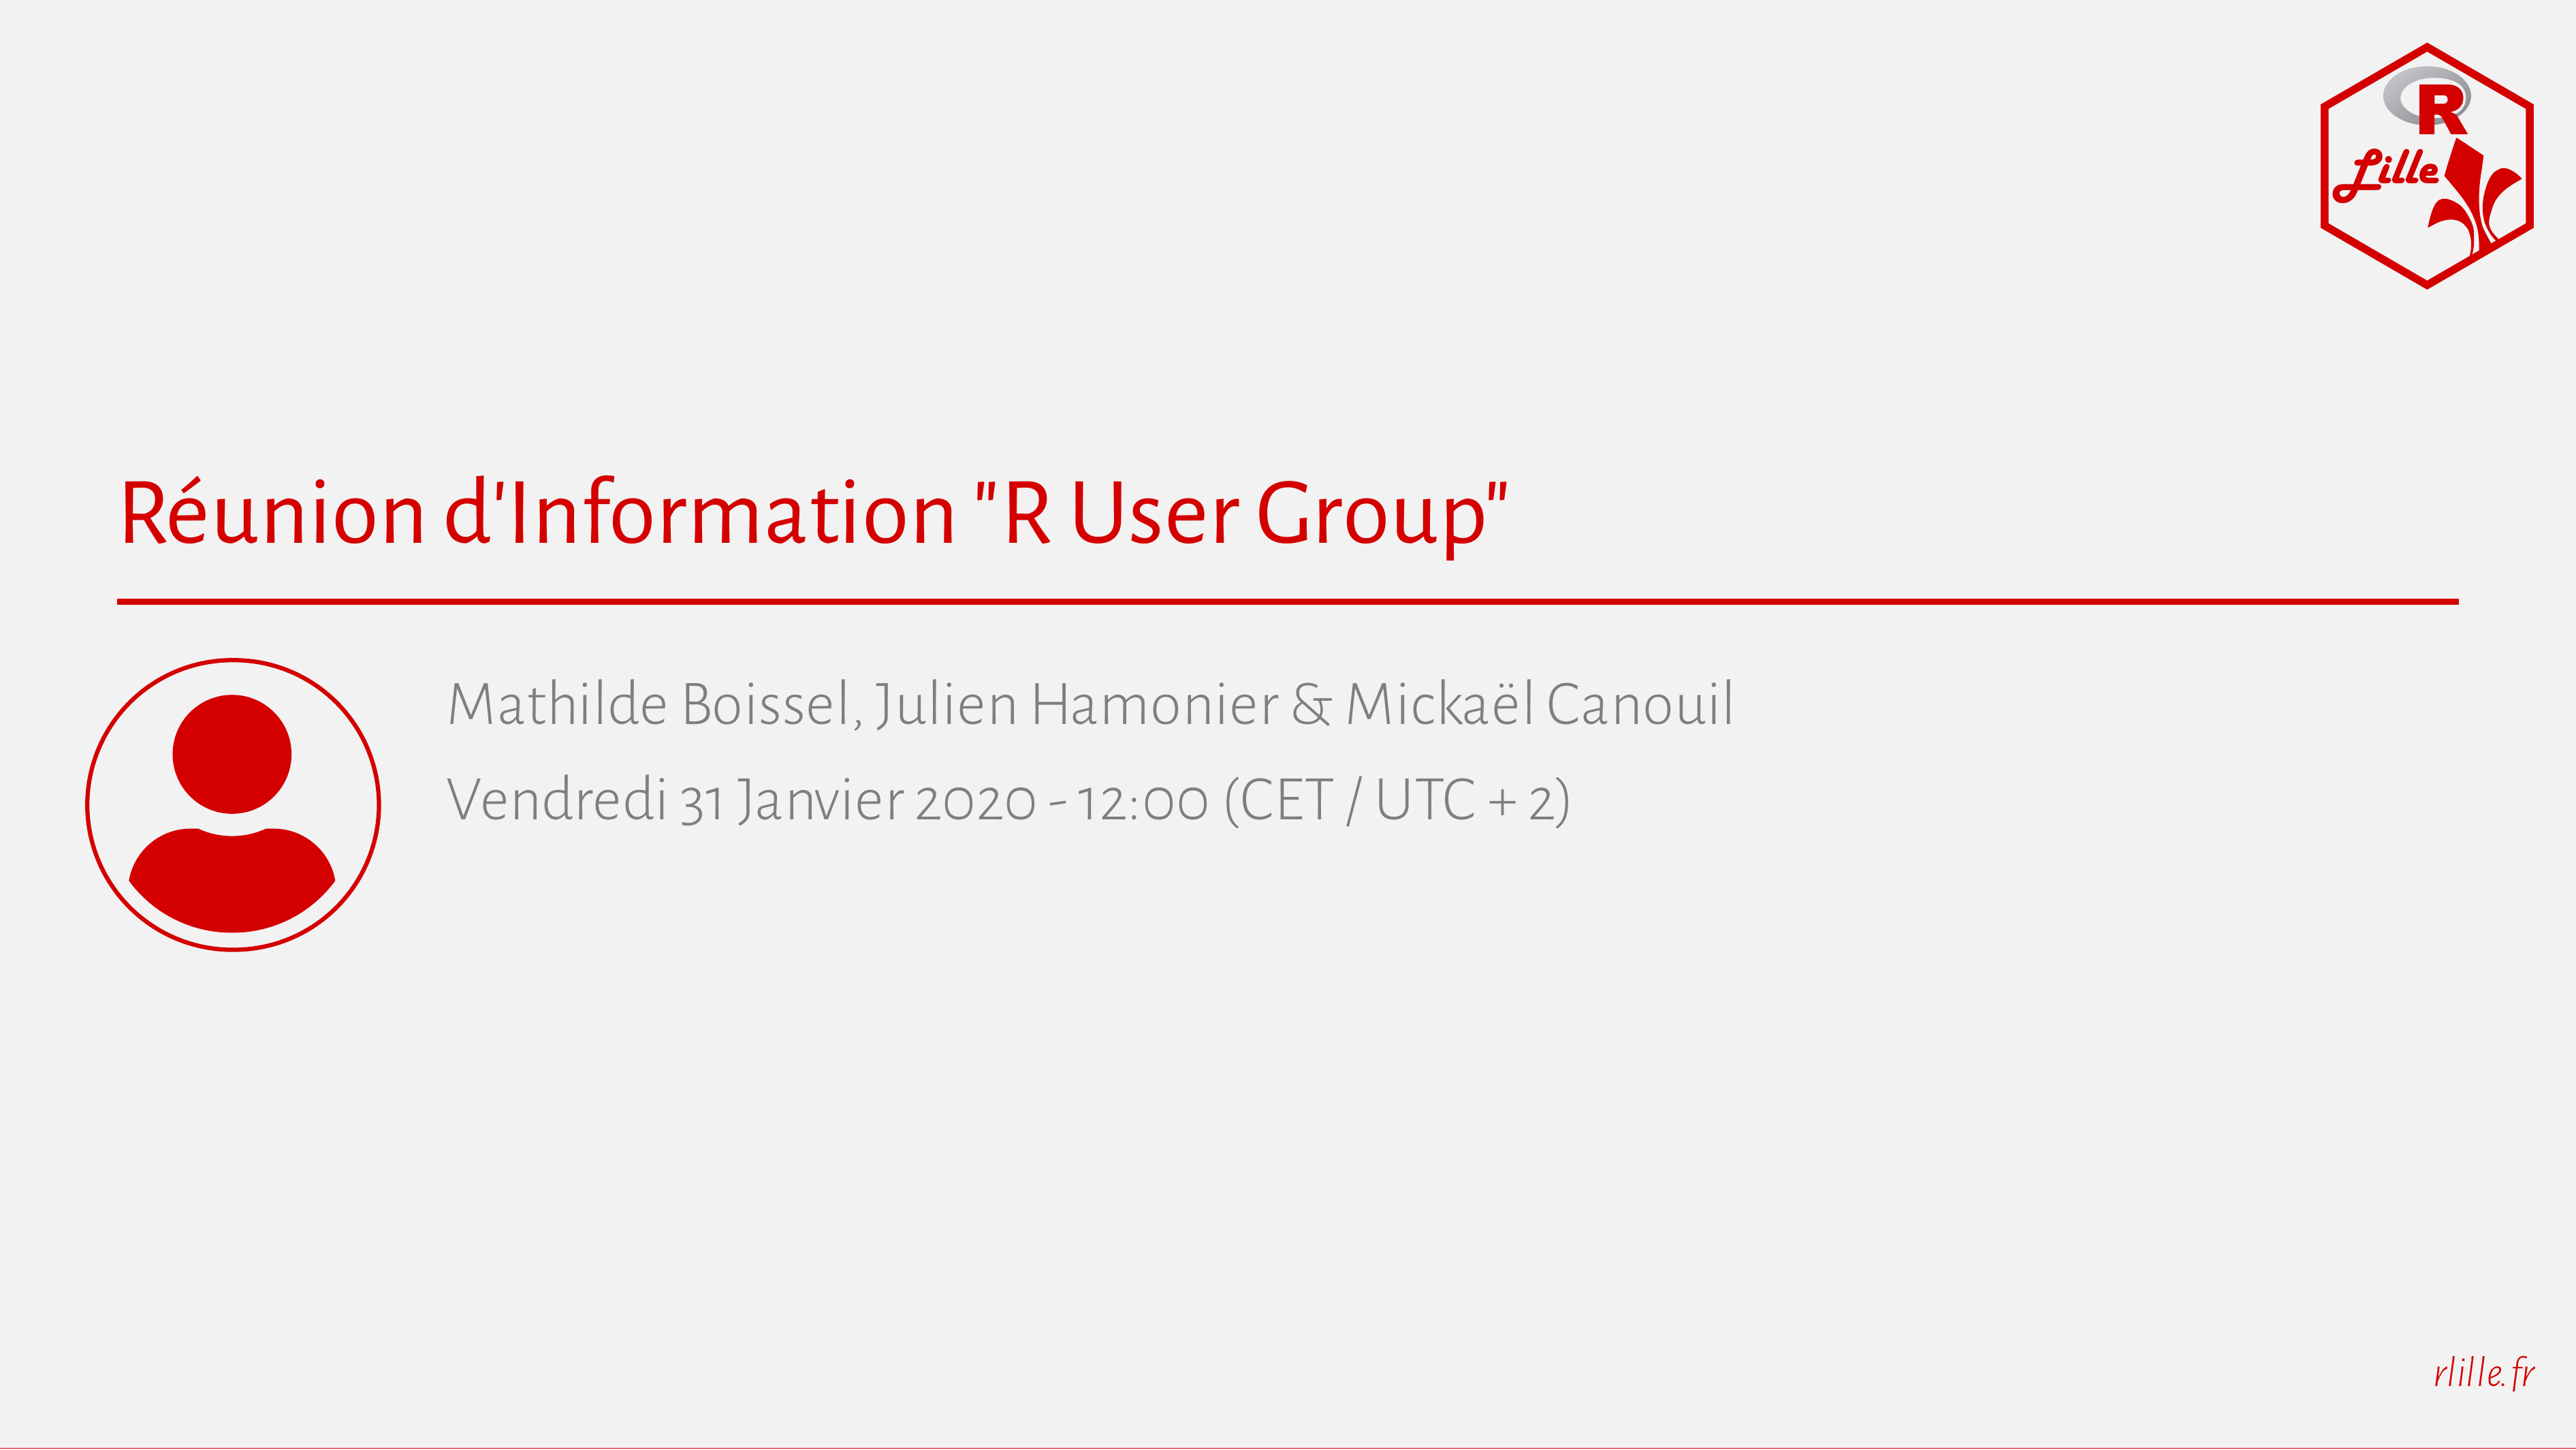 R
Lille
Réunion d'Information "R User Group"
Mathilde Boissel, Julien Hamonier & Mickaël Canouil
Vendredi 31 Janvier 2020 - 12:00 (CET / UTC + 2)
rlille.fr